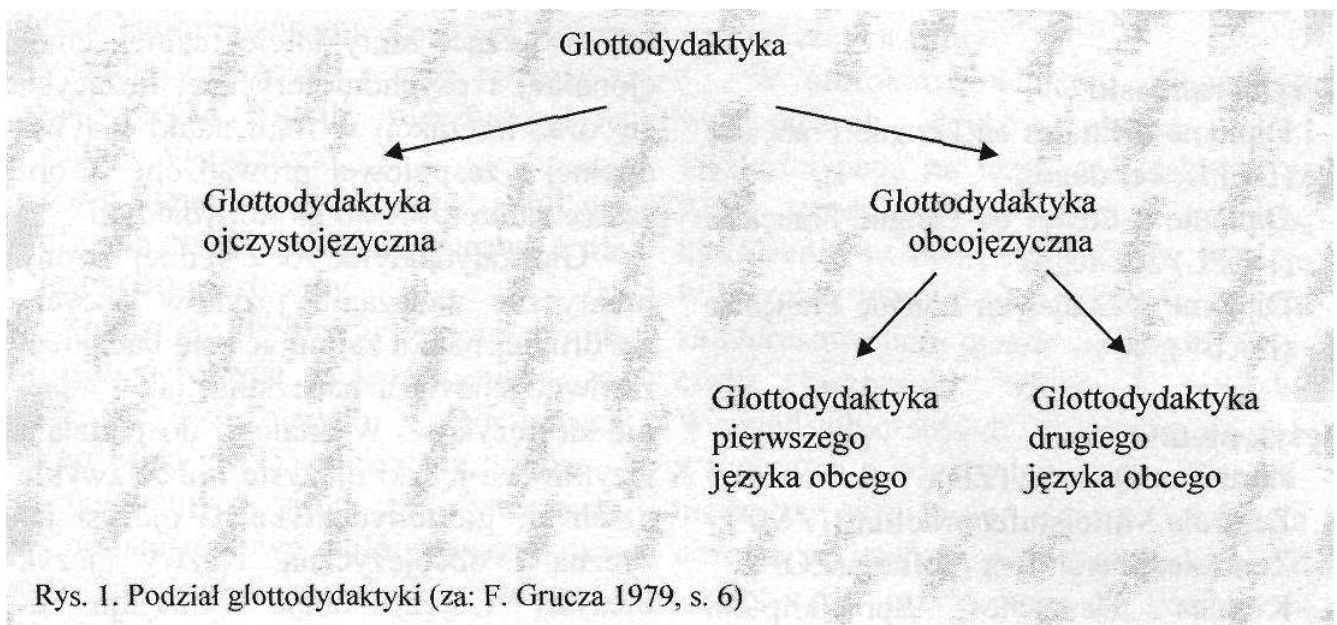 Glottodydaktyka
Glottodydaktyka
ojczystojęzyczna
Glottodydaktyka
obcojęzyczna
Glottodydaktyka
pierwszego
języka obcego
Glottodydaktyka
drugiego
języka obcego
Rys. 1. Podział glottodydaktyki (za: F. Grucza 1979, s. 6)